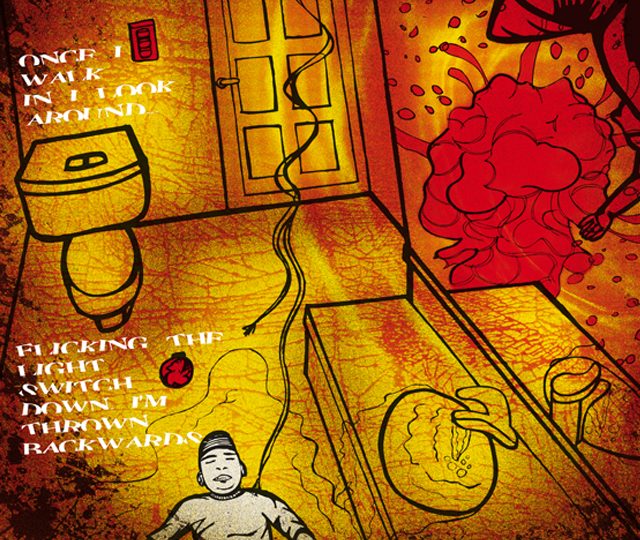 ONCE I
WALK
IN I LOOK
AROUND...
FLICKING THE
LIGHT
SWITCH
DOWN I'M
THROWN
BACKWARDS